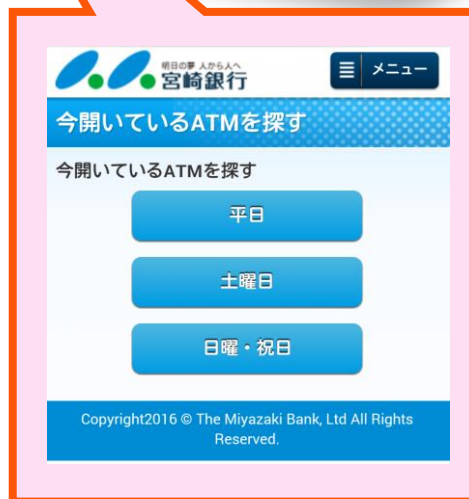 明日の夢 人から人へ
宮崎銀行
メニュー
今開いているATMを探す
今開いているATMを探す
平日
土曜日
日曜・祝日
Copyright2016 © The Miyazaki Bank, Ltd All Rights
Reserved.